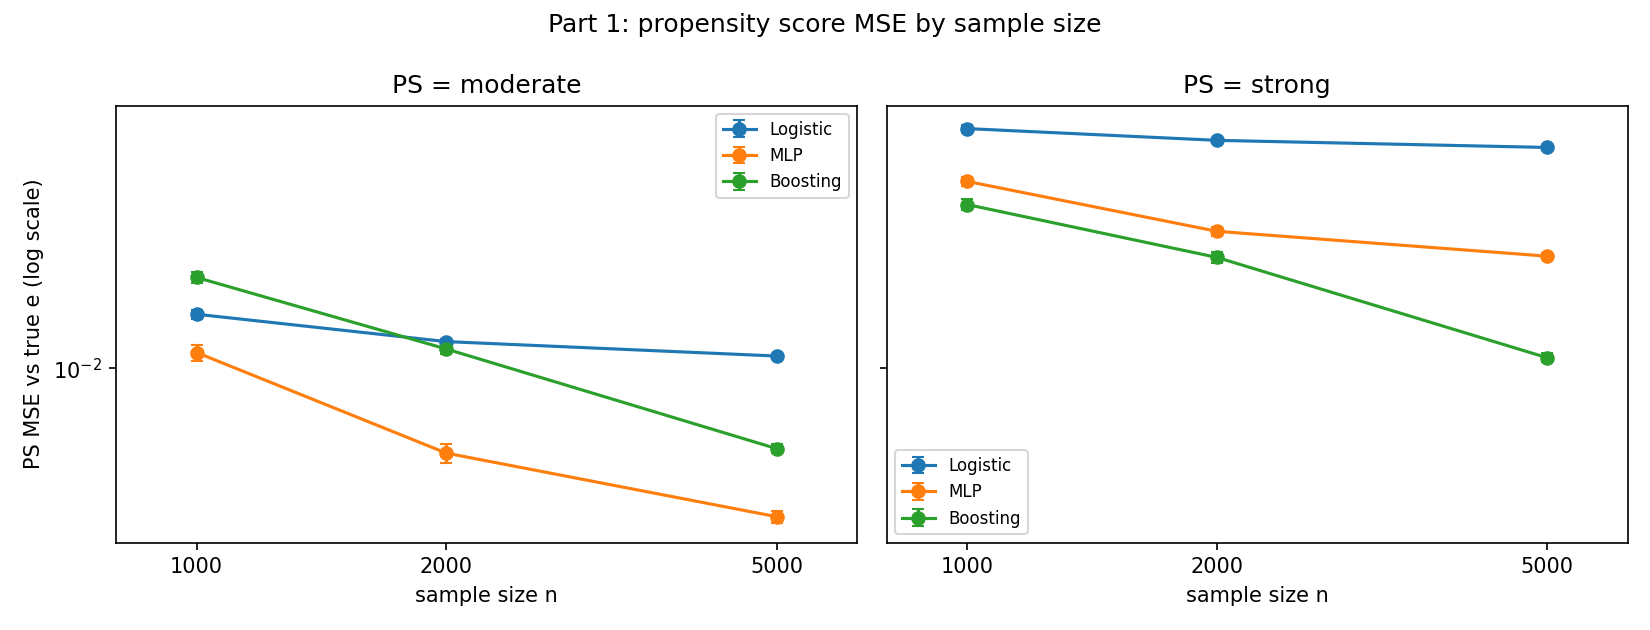 Part 1: propensity score MSE by sample size
PS = moderate
PS MSE vs true e (log scale)
10⁻²
Logistic
MLP
Boosting
1000
2000
5000
sample size n
PS = strong
Logistic
MLP
Boosting
1000
2000
5000
sample size n